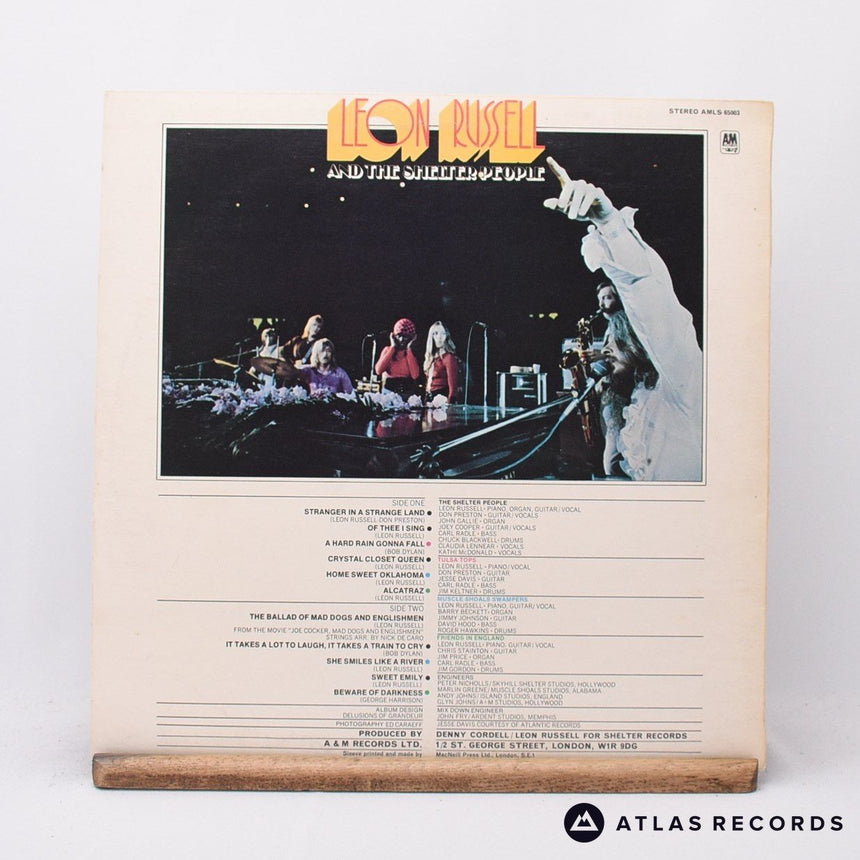 LEON RUSSELL
AND THE SHELTER PEOPLE
STEREO AMLS 65003
AM
SIDE ONE
STRANGER IN A STRANGE LAND
(LEON RUSSELL-DON PRESTON)
OF THEE I SING
(LEON RUSSELL)
A HARD RAIN GONNA FALL
(BOB DYLAN)
CRYSTAL CLOSET QUEEN
(LEON RUSSELL)
HOME SWEET OKLAHOMA
(LEON RUSSELL)
ALCATRAZ
(LEON RUSSELL)
SIDE TWO
THE BALLAD OF MAD DOGS AND ENGLISHMEN
(LEON RUSSELL)
FROM THE MOVIE "JOE COCKER, MAD DOGS AND ENGLISHMEN"
STRINGS ARR. BY NICK DE CARO
IT TAKES A LOT TO LAUGH, IT TAKES A TRAIN TO CRY
(BOB DYLAN)
SHE SMILES LIKE A RIVER
(LEON RUSSELL)
SWEET EMILY
(LEON RUSSELL)
BEWARE OF DARKNESS
(GEORGE HARRISON)
ALBUM DESIGN
DELUSIONS OF GRANDEUR
PHOTOGRAPHY ED CARAEFF
PRODUCED BY
A & M RECORDS LTD.
Sleeve printed and made by
THE SHELTER PEOPLE
LEON RUSSELL · PIANO, ORGAN, GUITAR/VOCAL
DON PRESTON · GUITAR/VOCALS
JOHN GALLIE · ORGAN
JOEY COOPER · GUITAR/VOCALS
CARL RADLE · BASS
CHUCK BLACKWELL · DRUMS
CLAUDIA LENNEAR · VOCALS
KATHI McDONALD · VOCALS
TULSA TOPS
LEON RUSSELL · PIANO/VOCAL
DON PRESTON · GUITAR
JESSE DAVIS · GUITAR
CARL RADLE · BASS
JIM KELTNER · DRUMS
MUSCLE SHOALS SWAMPERS
LEON RUSSELL · PIANO, GUITAR/VOCAL
BARRY BECKETT · ORGAN
JIMMY JOHNSON · GUITAR
DAVID HOOD · BASS
ROGER HAWKINS · DRUMS
FRIENDS IN ENGLAND
LEON RUSSELL · PIANO, GUITAR/VOCAL
CHRIS STAINTON · GUITAR
JIM PRICE · ORGAN
CARL RADLE · BASS
JIM GORDON · DRUMS
ENGINEERS
PETER NICHOLLS/SKYHILL SHELTER STUDIOS, HOLLYWOOD
MARLIN GREENE/MUSCLE SHOALS STUDIOS, ALABAMA
ANDY JOHNS/ISLAND STUDIOS, ENGLAND
GLYN JOHNS/A+M STUDIOS, HOLLYWOOD
MIX DOWN ENGINEER
JOHN FRY/ARDENT STUDIOS, MEMPHIS
JESSE DAVIS COURTESY OF ATLANTIC RECORDS
DENNY CORDELL/LEON RUSSELL FOR SHELTER RECORDS
1/2 ST. GEORGE STREET, LONDON, W1R 9DG
MacNeill Press Ltd., London, S.E.1
ATLAS RECORDS